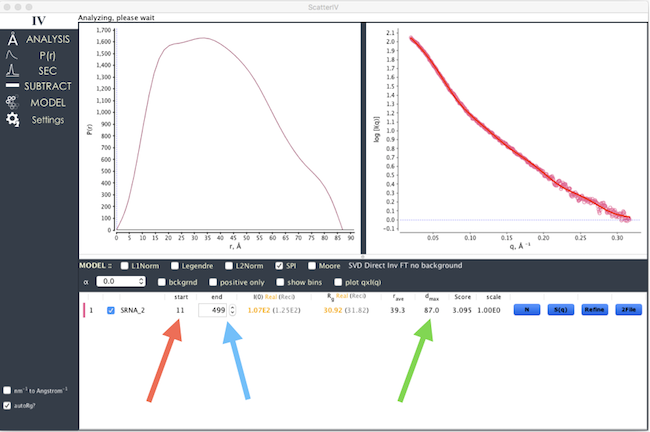 ScatterIV
IV
Analyzing, please wait
ANALYSIS
P(r)
SEC
SUBTRACT
MODEL
Settings
1,700
1,600
1,500
1,400
1,300
1,200
1,100
1,000
900
800
700
600
500
400
300
200
100
0
P(r)
0 5 10 15 20 25 30 35 40 45 50 55 60 65 70 75 80 85 90
r, Å
2.1
2.0
1.9
1.8
1.7
1.6
1.5
1.4
1.3
1.2
1.1
1.0
0.9
0.8
0.7
0.6
0.5
0.4
0.3
0.2
0.1
0.0
-0.1
log [I(q)]
0.05 0.10 0.15 0.20 0.25 0.30
q, Å⁻¹
MODEL :: L1Norm Legendre L2Norm SPI Moore SVD Direct Inv FT no background
α 0.0 bckgrnd positive only show bins plot qxI(q)
start end I(0) Real (Reci) Rg Real (Reci) rave dmax Score scale
1 SRNA_2 11 499 1.07E2 (1.25E2) 30.92 (31.82) 39.3 87.0 3.095 1.00E0 N S(q) Refine 2File
nm⁻¹ to Angstrom⁻¹
autoRg?